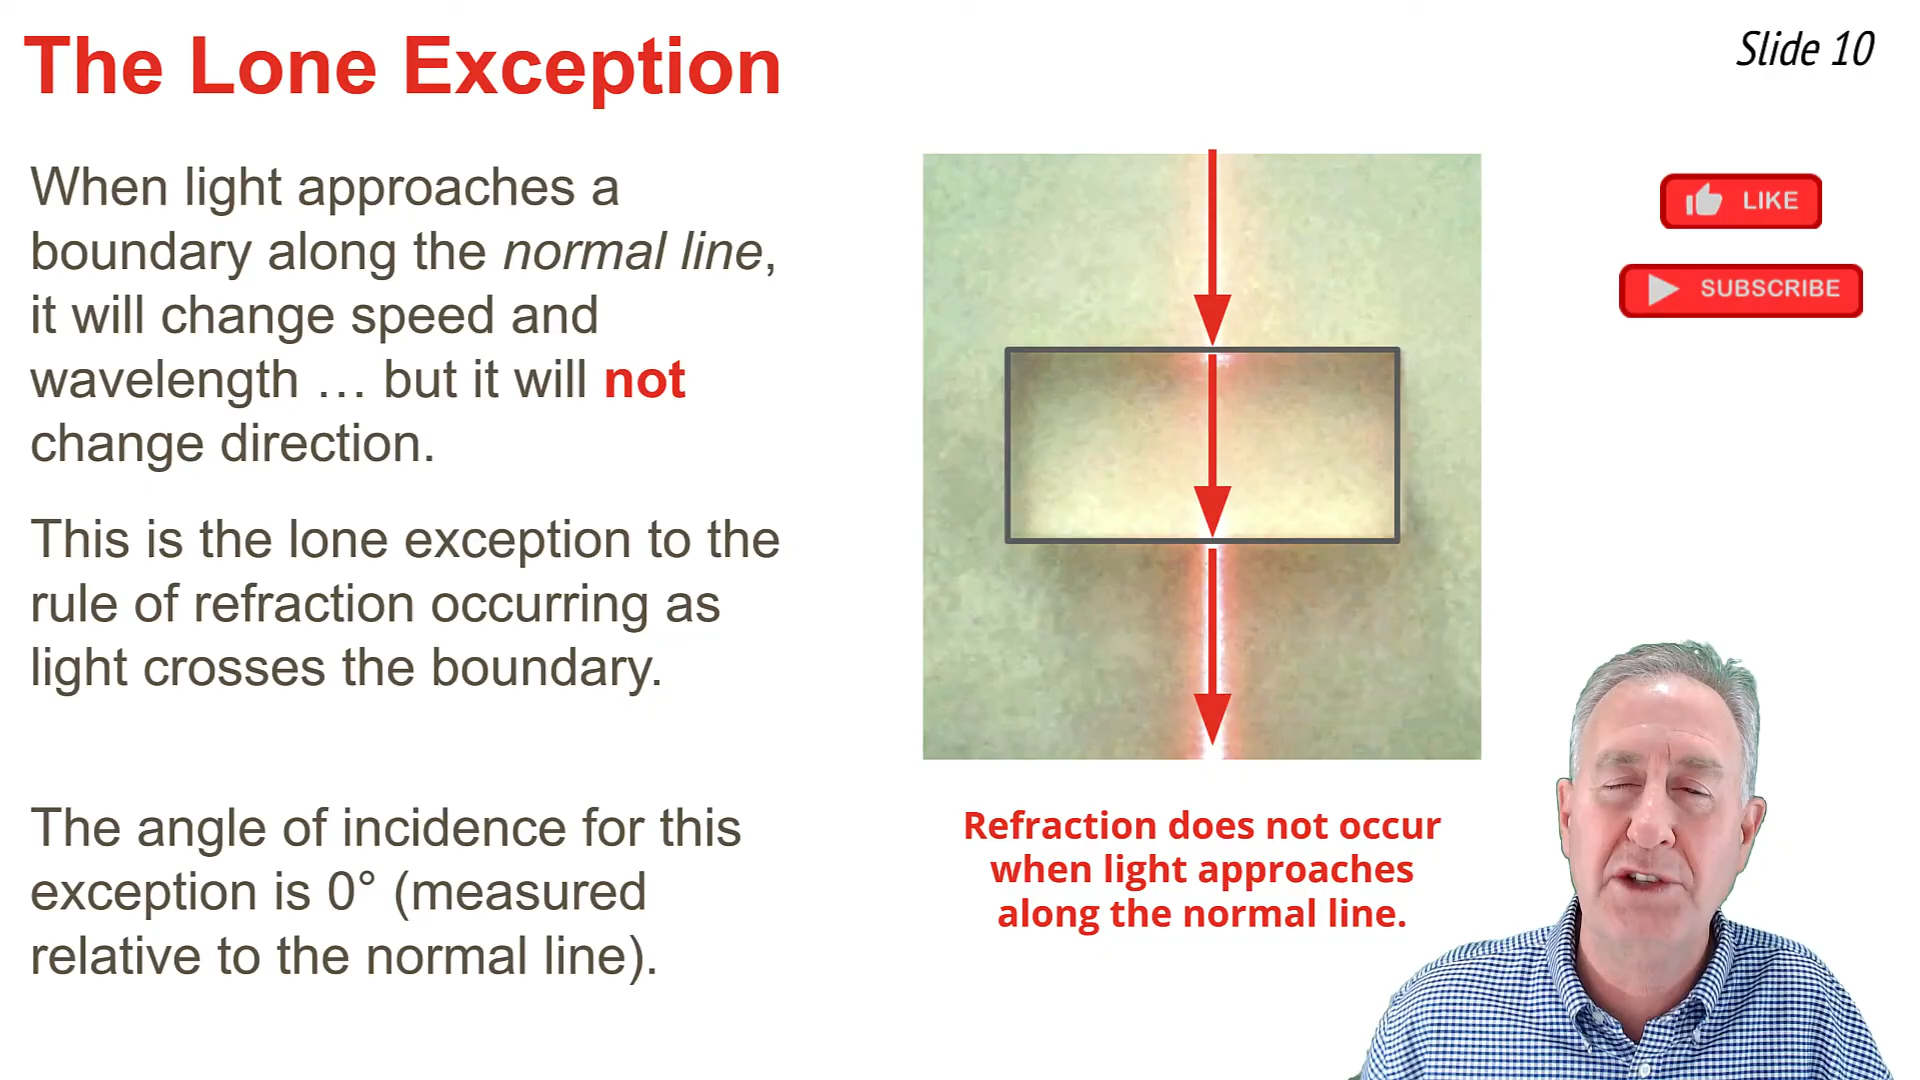 The Lone Exception
Slide 10
When light approaches a
boundary along the normal line,
it will change speed and
wavelength … but it will not
change direction.
This is the lone exception to the
rule of refraction occurring as
light crosses the boundary.
The angle of incidence for this
exception is 0° (measured
relative to the normal line).
Refraction does not occur
when light approaches
along the normal line.
LIKE
SUBSCRIBE